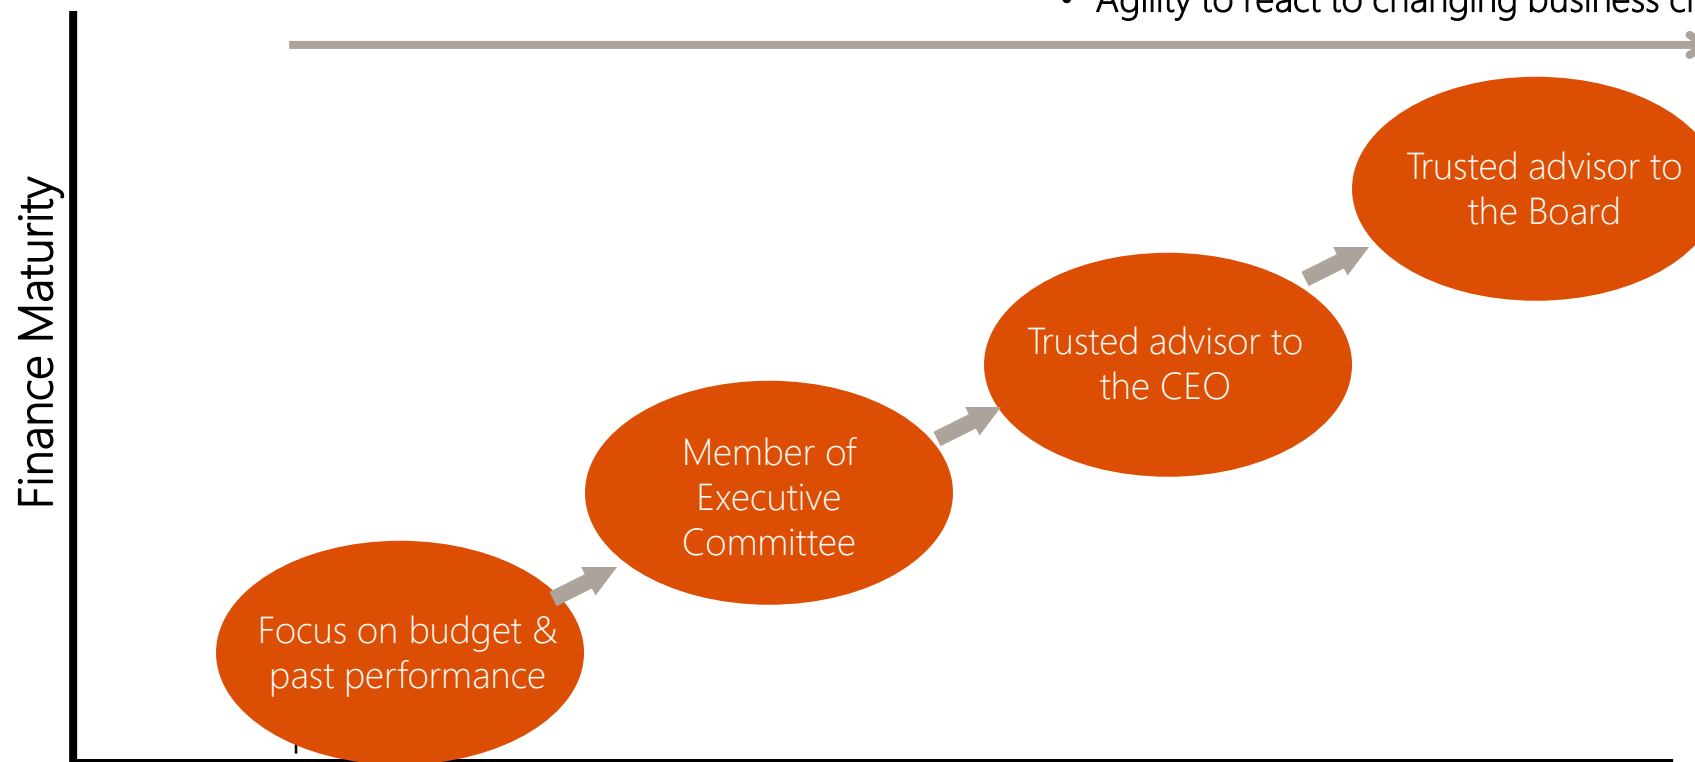 • Agility to react to changing business
Finance Maturity
Trusted advisor to
the Board
Trusted advisor to
the CEO
Member of
Executive
Committee
Focus on budget &
past performance